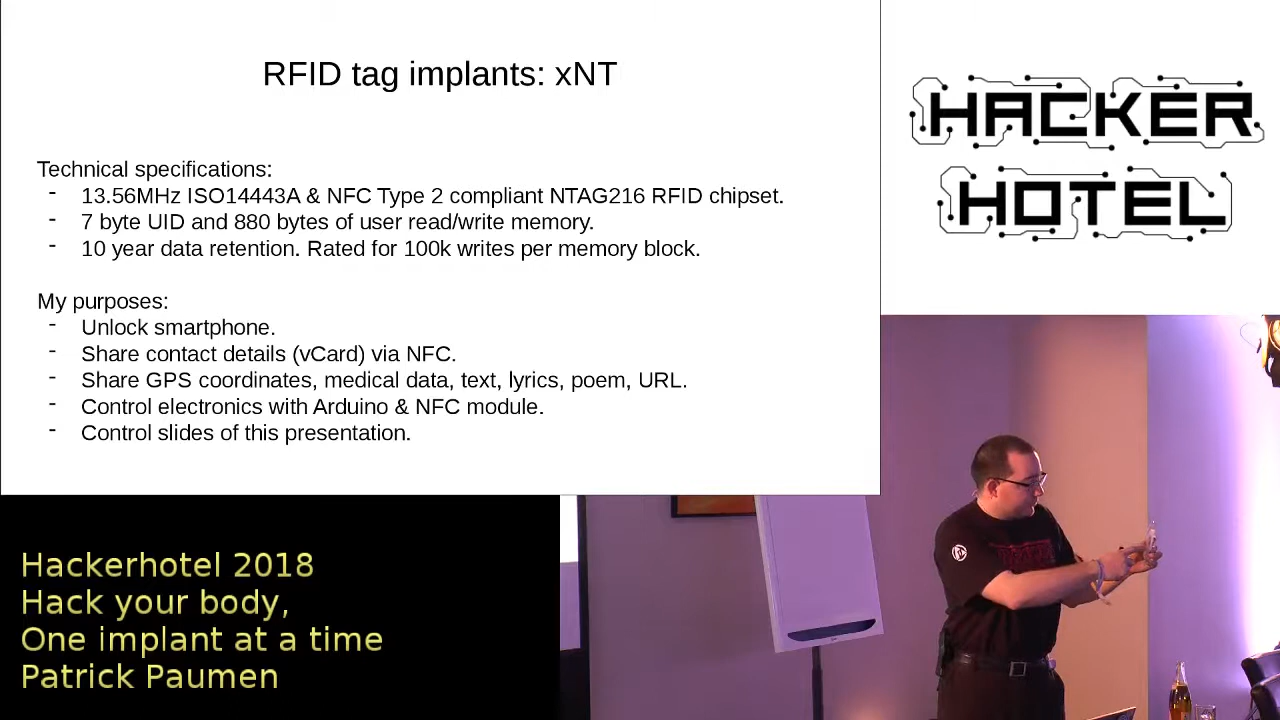 RFID tag implants: xNT
Technical specifications:
- 13.56MHz ISO14443A & NFC Type 2 compliant NTAG216 RFID chipset.
- 7 byte UID and 880 bytes of user read/write memory.
- 10 year data retention. Rated for 100k writes per memory block.
My purposes:
- Unlock smartphone.
- Share contact details (vCard) via NFC.
- Share GPS coordinates, medical data, text, lyrics, poem, URL.
- Control electronics with Arduino & NFC module.
- Control slides of this presentation.
HACKER
HOTEL
Hackerhotel 2018
Hack your body,
One implant at a time
Patrick Paumen